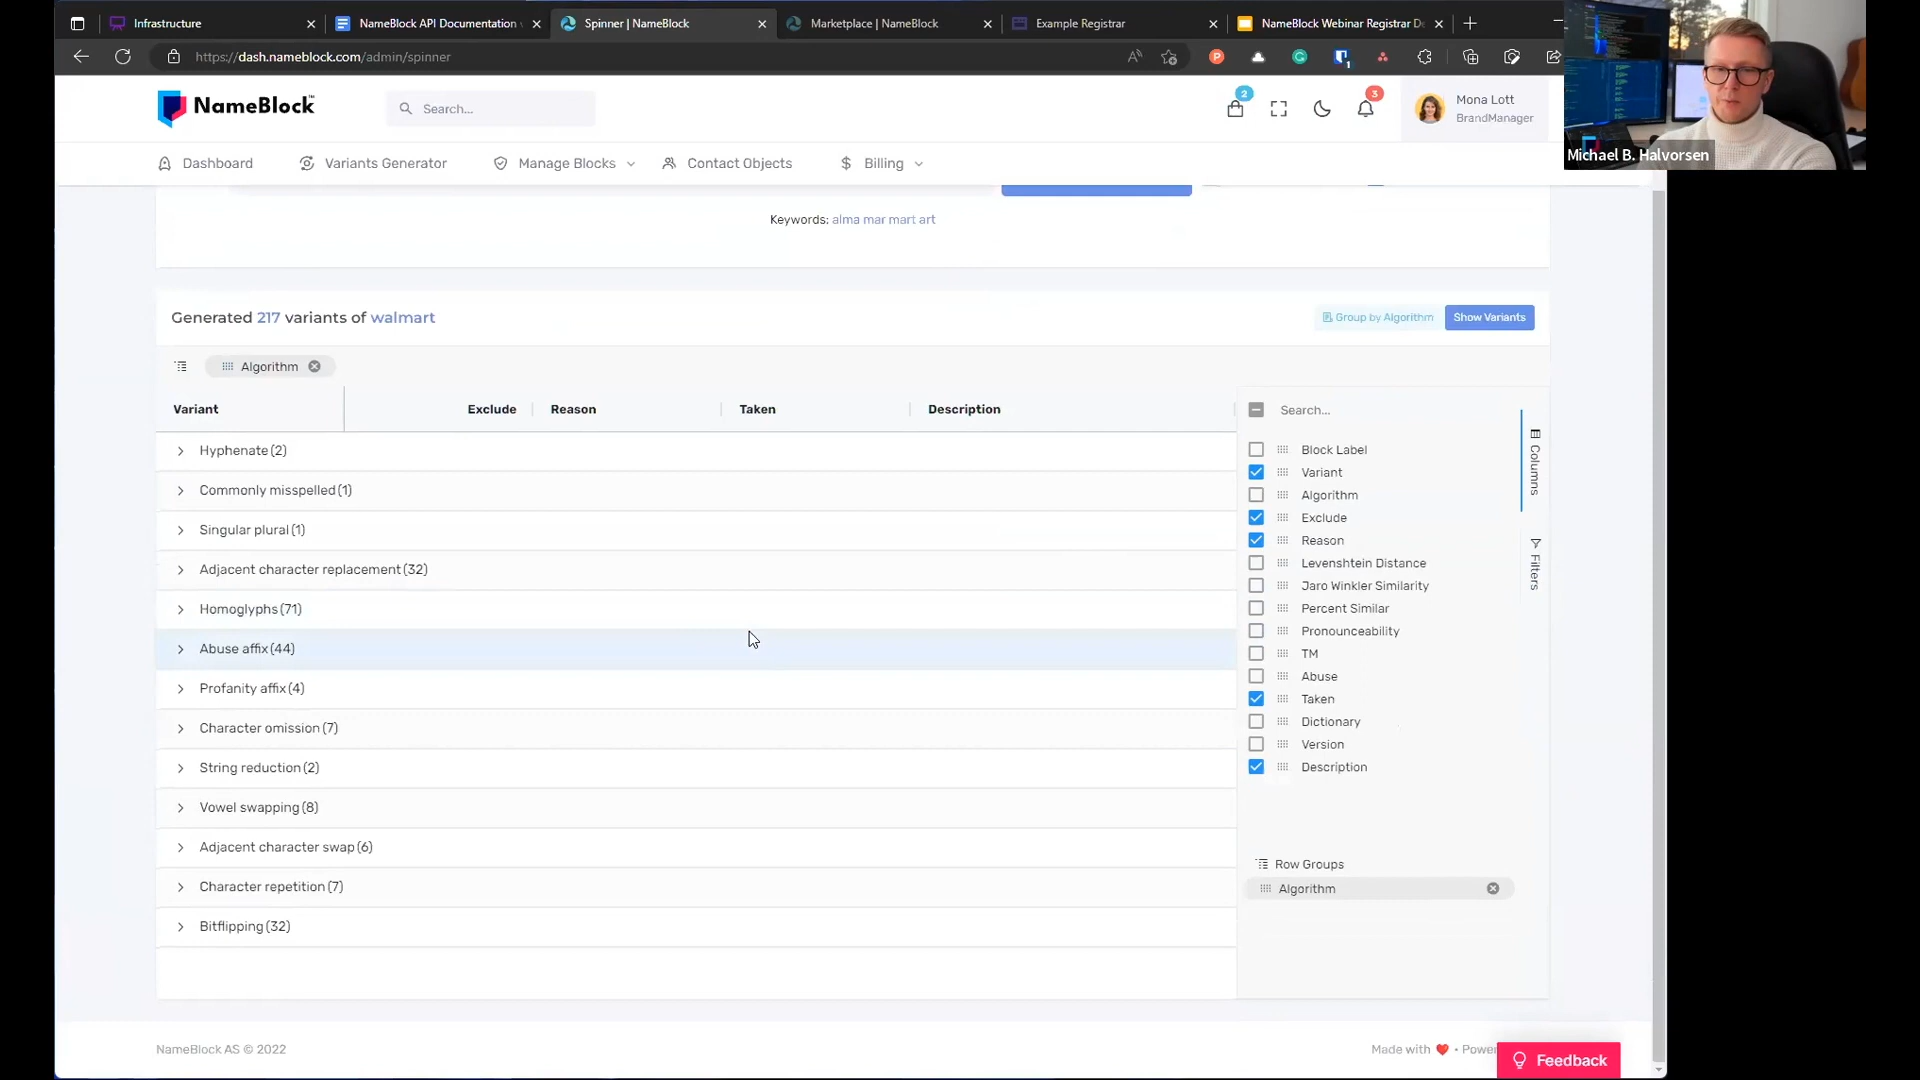 Infrastructure
NameBlock API Documentation
Spinner | NameBlock
Marketplace | NameBlock
Example Registrar
NameBlock Webinar Registrar De
https://dash.nameblock.com/admin/spinner
NameBlock
Search...
2
3
Mona Lott
BrandManager
Michael B. Halvorsen
Dashboard
Variants Generator
Manage Blocks
Contact Objects
Billing
Keywords: alma mar mart art
Generated 217 variants of walmart
Group by Algorithm
Show Variants
Algorithm
Variant
Exclude
Reason
Taken
Description
Hyphenate (2)
Commonly misspelled (1)
Singular plural (1)
Adjacent character replacement (32)
Homoglyphs (71)
Abuse affix (44)
Profanity affix (4)
Character omission (7)
String reduction (2)
Vowel swapping (8)
Adjacent character swap (6)
Character repetition (7)
Bitflipping (32)
Search...
Block Label
Variant
Algorithm
Exclude
Reason
Levenshtein Distance
Jaro Winkler Similarity
Percent Similar
Pronounceability
TM
Abuse
Taken
Dictionary
Version
Description
Row Groups
Algorithm
Columns
Filters
NameBlock AS © 2022
Made with ❤ • Power
Feedback